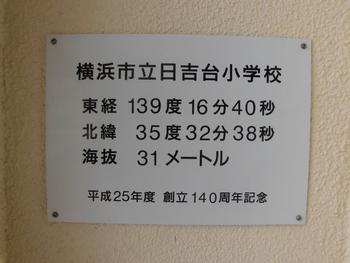 横浜市立日吉台小学校
東経 139度16分40秒
北緯 35度32分38秒
海抜 31メートル
平成25年度 創立140周年記念